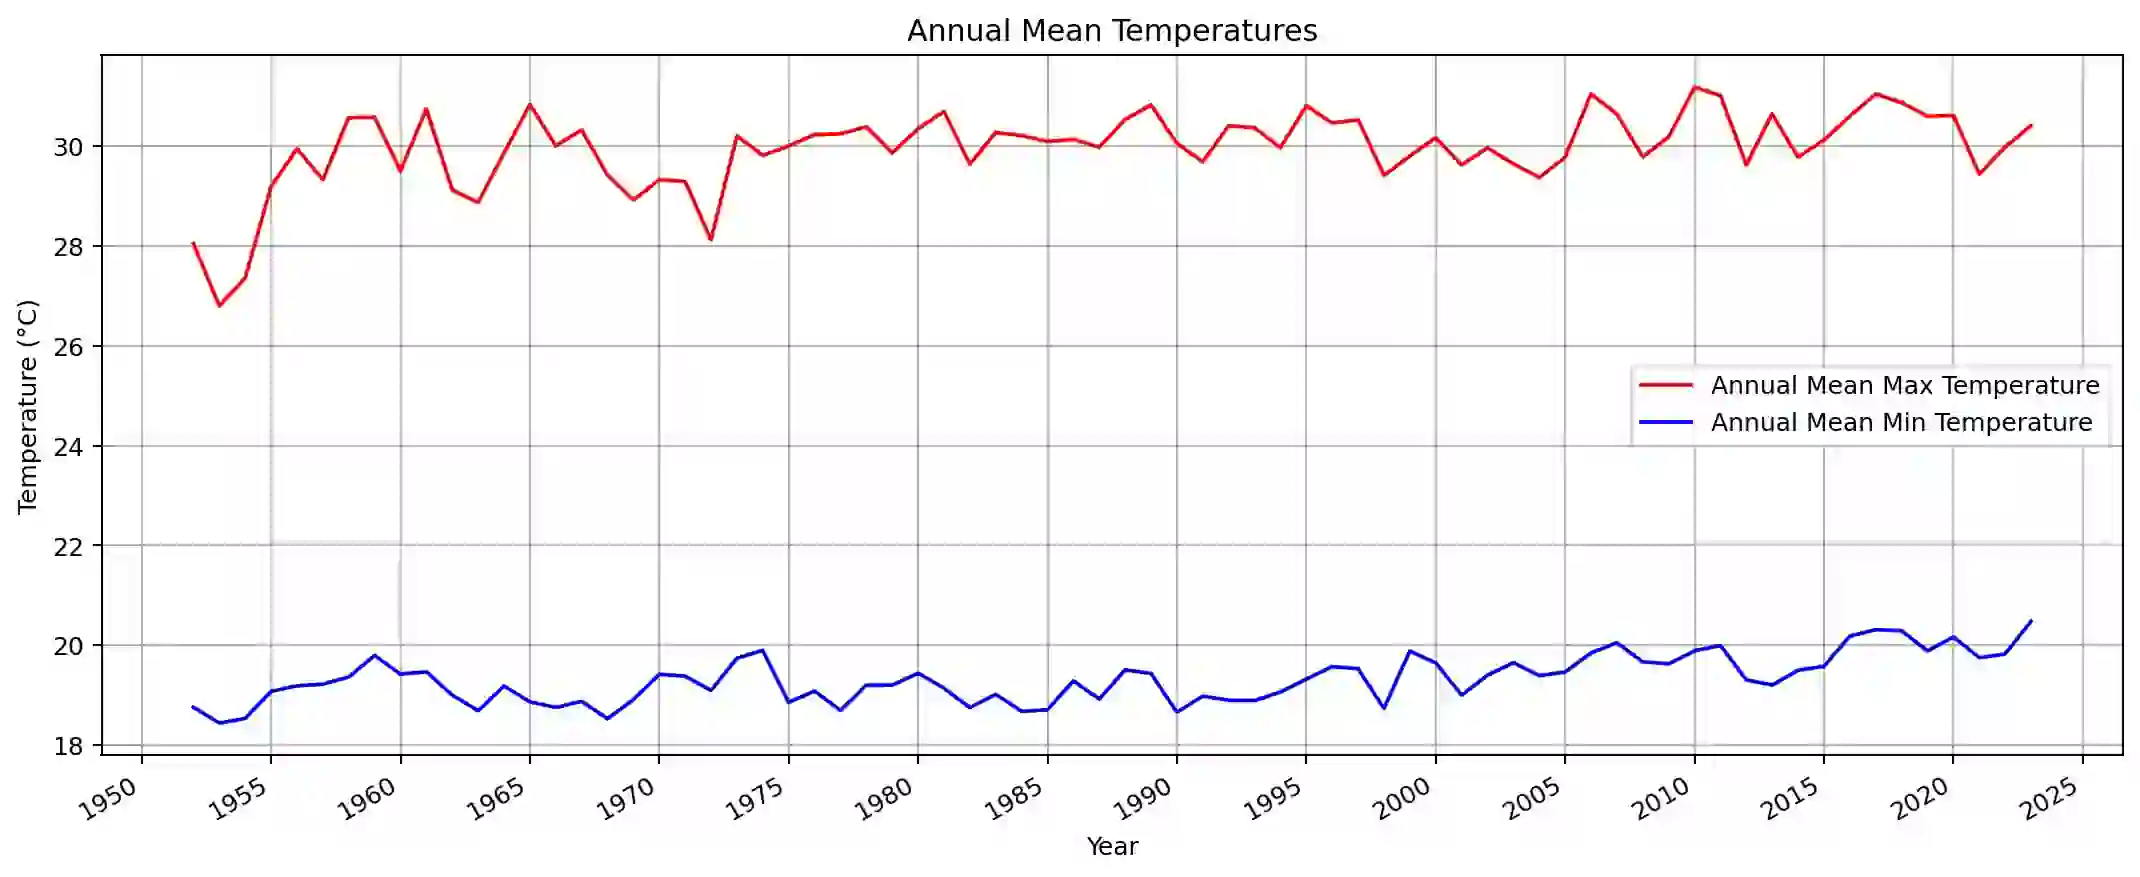 Annual Mean Temperatures
Temperature (°C)
30
28
26
24
22
20
18
Annual Mean Max Temperature
Annual Mean Min Temperature
1950 1955 1960 1965 1970 1975 1980 1985 1990 1995 2000 2005 2010 2015 2020 2025
Year